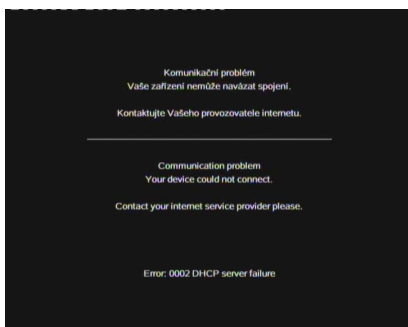 Komunikační problém
Vaše zařízení nemůže navázat spojení.
Kontaktujte Vašeho provozovatele internetu.
Communication problem
Your device could not connect.
Contact your internet service provider please.
Error: 0002 DHCP server failure